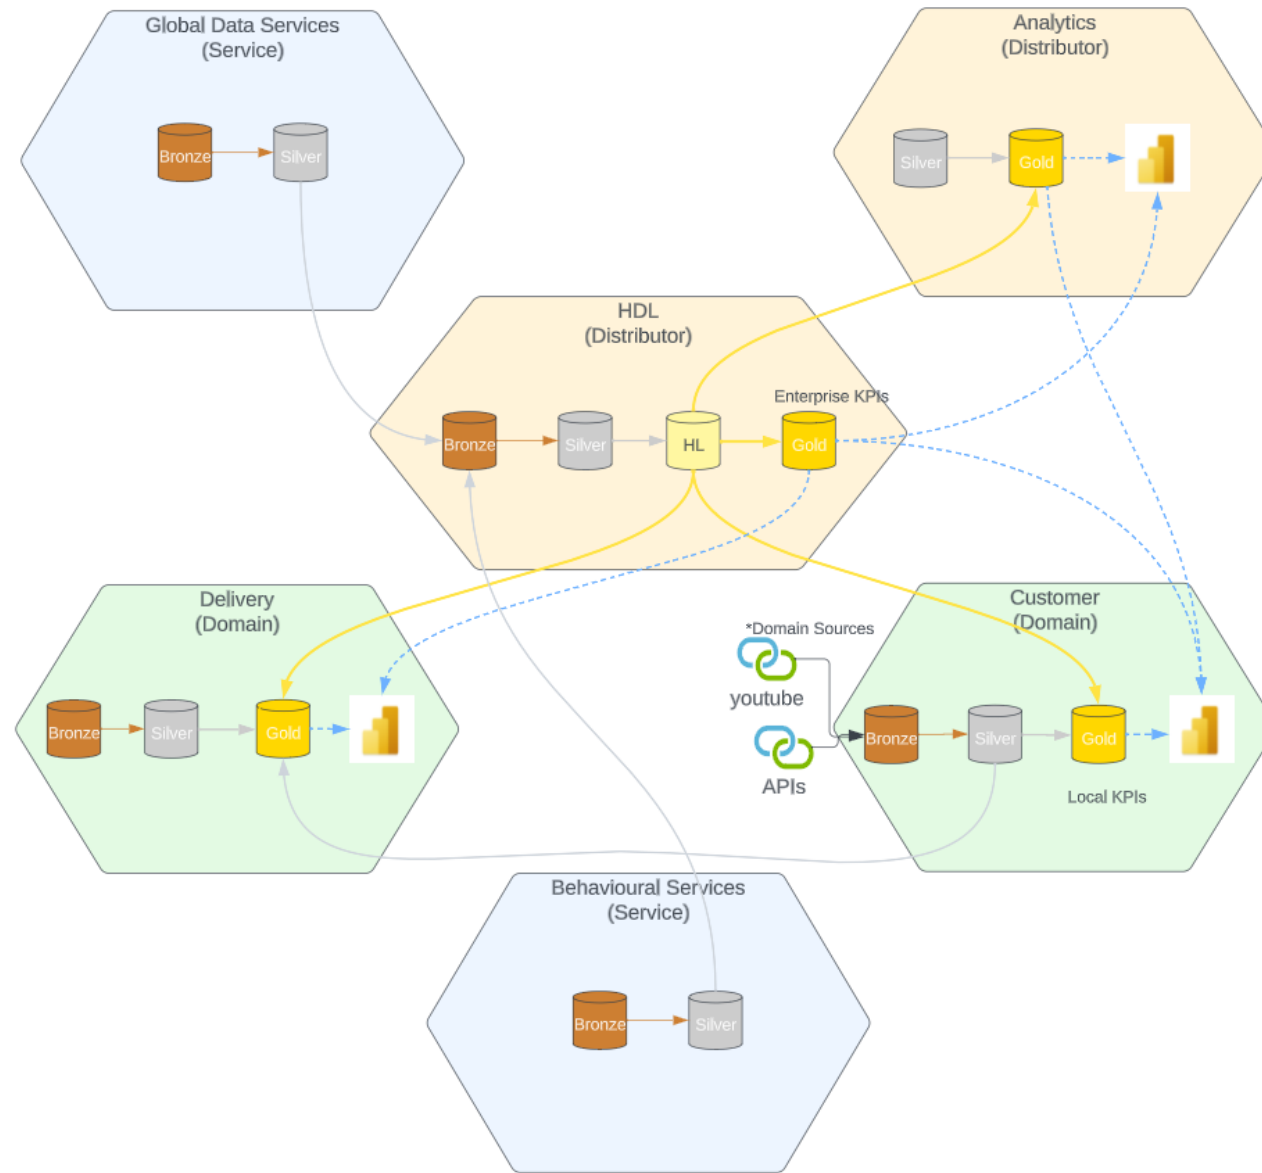 Global Data Services
(Service)
Bronze
Silver
Analytics
(Distributor)
Silver
Gold
HDL
(Distributor)
Enterprise KPIs
Bronze
Silver
HL
Gold
Delivery
(Domain)
Bronze
Silver
Gold
*Domain Sources
youtube
APIs
Customer
(Domain)
Bronze
Silver
Gold
Local KPIs
Behavioural Services
(Service)
Bronze
Silver